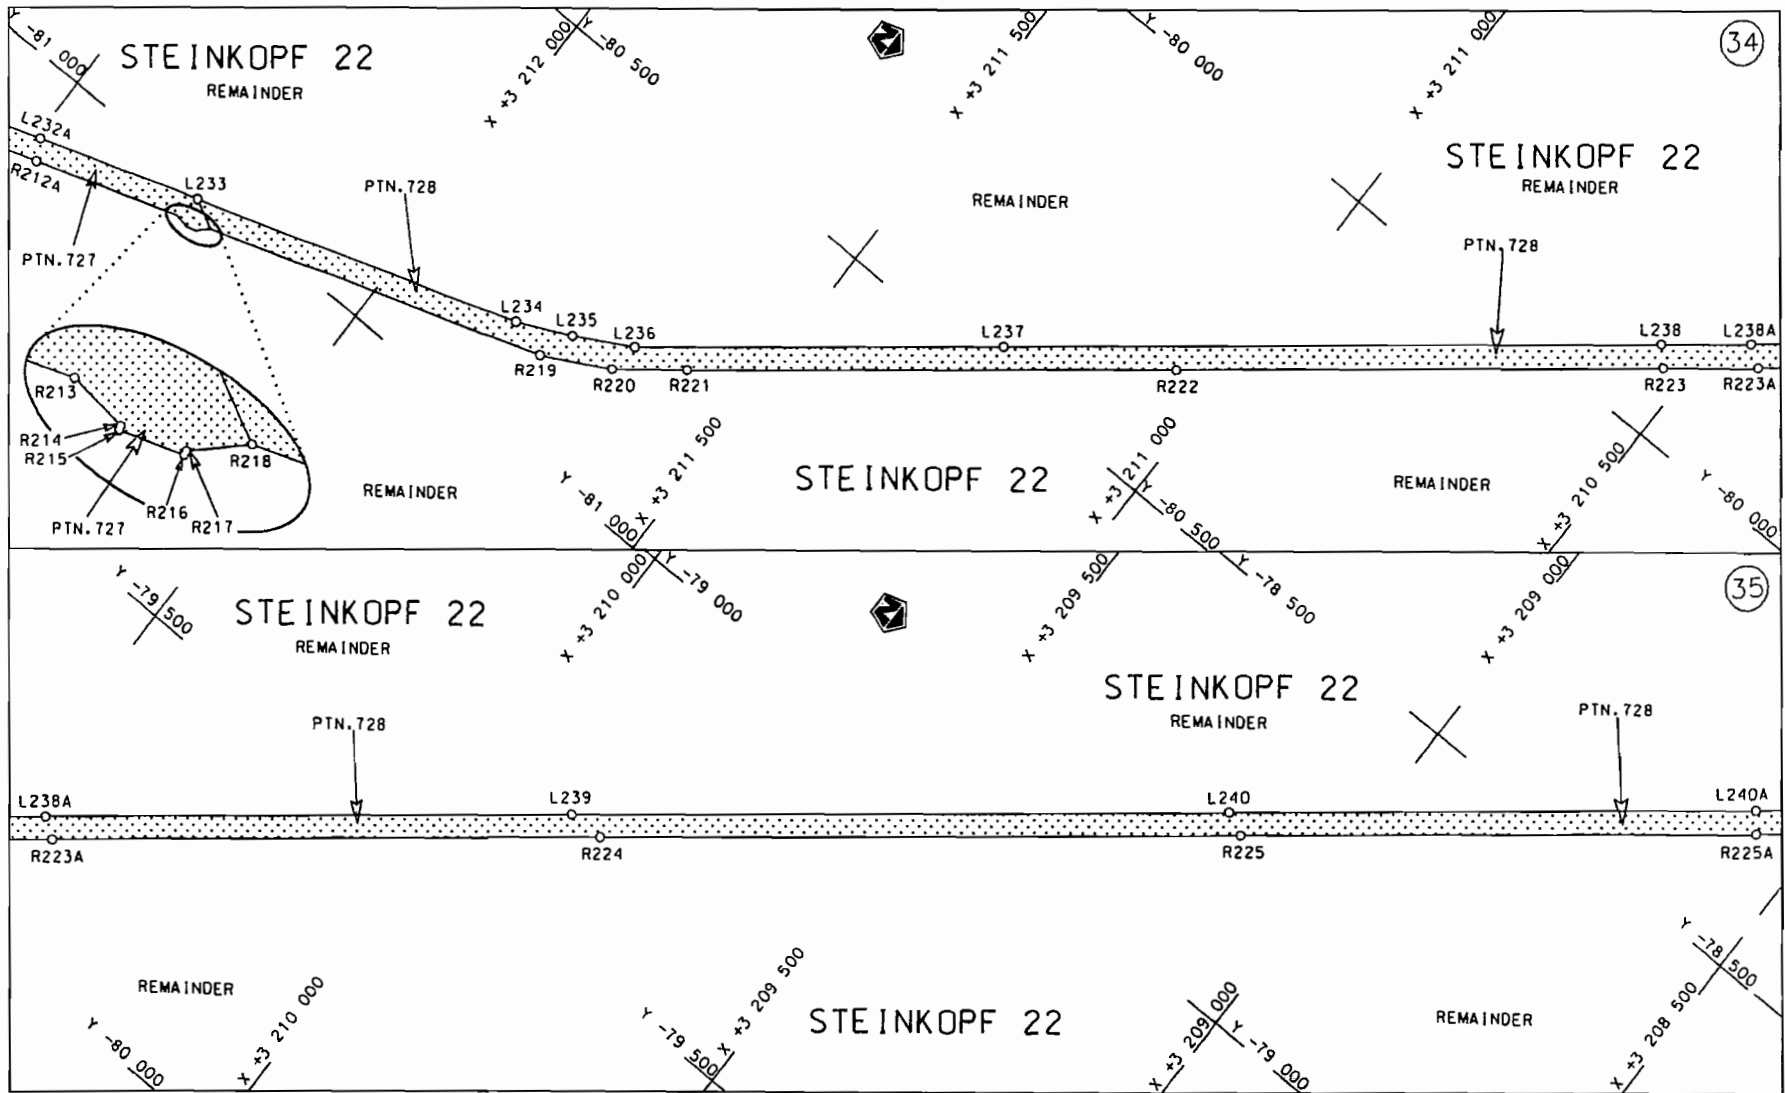 Y -81 000
STEINKOPF 22
REMAINDER
X +3 212 000
Y -80 500
N
X +3 211 500
Y -80 000
X +3 211 000
34
L232A
R212A
L233
PTN.728
PTN.727
REMAINDER
STEINKOPF 22
REMAINDER
PTN.728
L234
L235
L236
L237
L238
L238A
R219
R220
R221
R222
R223
R223A
R213
R214
R215
R218
R216
R217
PTN.727
REMAINDER
Y -81 000
X +3 211 500
STEINKOPF 22
X +3 211 000
Y -80 500
REMAINDER
X +3 210 500
Y -80 000
Y -79 500
STEINKOPF 22
REMAINDER
X +3 210 000
Y -79 000
N
X +3 209 500
Y -78 500
X +3 209 000
35
STEINKOPF 22
REMAINDER
PTN.728
PTN.728
L238A
L239
L240
L240A
R223A
R224
R225
R225A
REMAINDER
Y -80 000
X +3 210 000
Y -79 500
X +3 209 500
STEINKOPF 22
X +3 209 000
Y -79 000
REMAINDER
X +3 208 500
Y -78 500